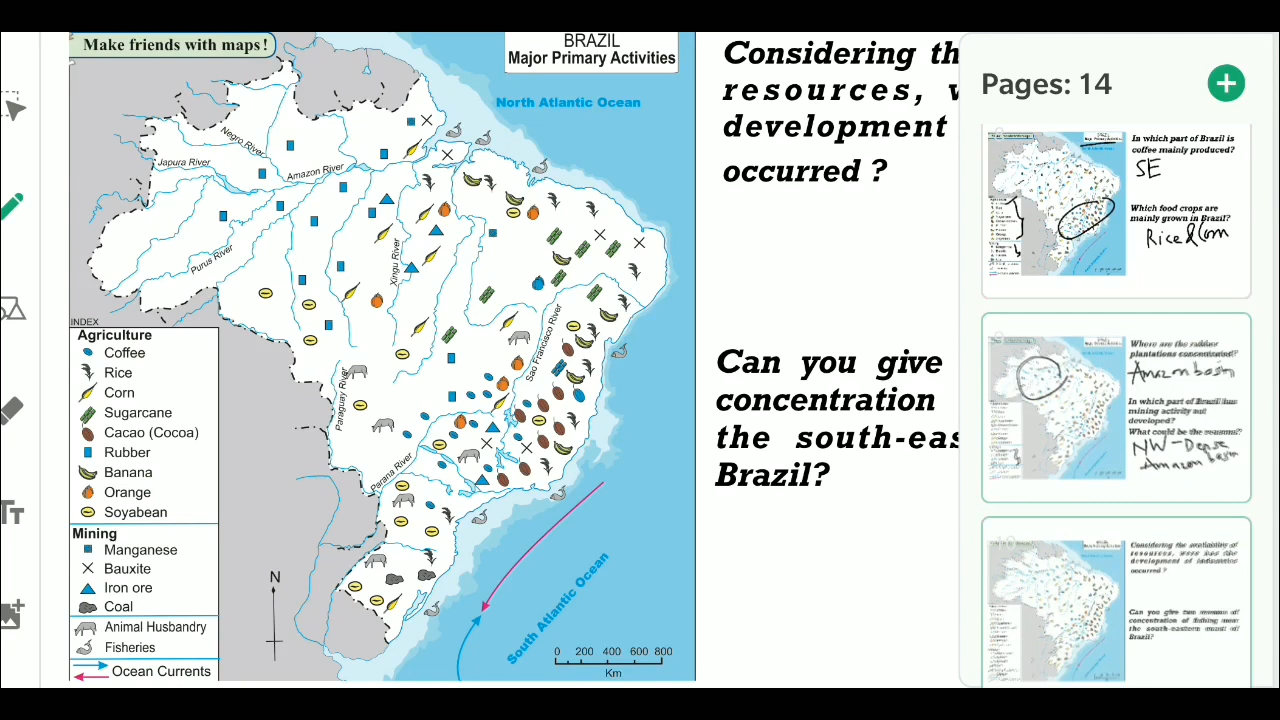 Make friends with maps!
BRAZIL
Major Primary Activities
North Atlantic Ocean
Negro River
Japura River
Amazon River
Purus River
Xingu River
Sao Francisco River
Paraguay River
Parani River
South Atlantic Ocean
INDEX
Agriculture
Coffee
Rice
Corn
Sugarcane
Cacao (Cocoa)
Rubber
Banana
Orange
Soyabean
Mining
Manganese
Bauxite
Iron ore
Coal
Animal Husbandry
Fisheries
Ocean Currents
N
0 200 400 600 800
Km
Considering th
resources, w
development
occurred ?
Can you give
concentration
the south-eas
Brazil?
Tт
Pages: 14
+
In which part of Brazil is
coffee mainly produced?
SE
Which food crops are
mainly grown in Brazil?
Rice & Corn
Where are the rubber
plantations concentrated?
Amazon basin
In which part of Brazil has
mining activity not
developed?
What could be the reasons?
NW - Dense
Amazon basin
Considering the availability of
resources, were has the
development of industries
occurred ?
Can you give two reasons of
concentration of fishing near
the south-eastern coast of
Brazil?